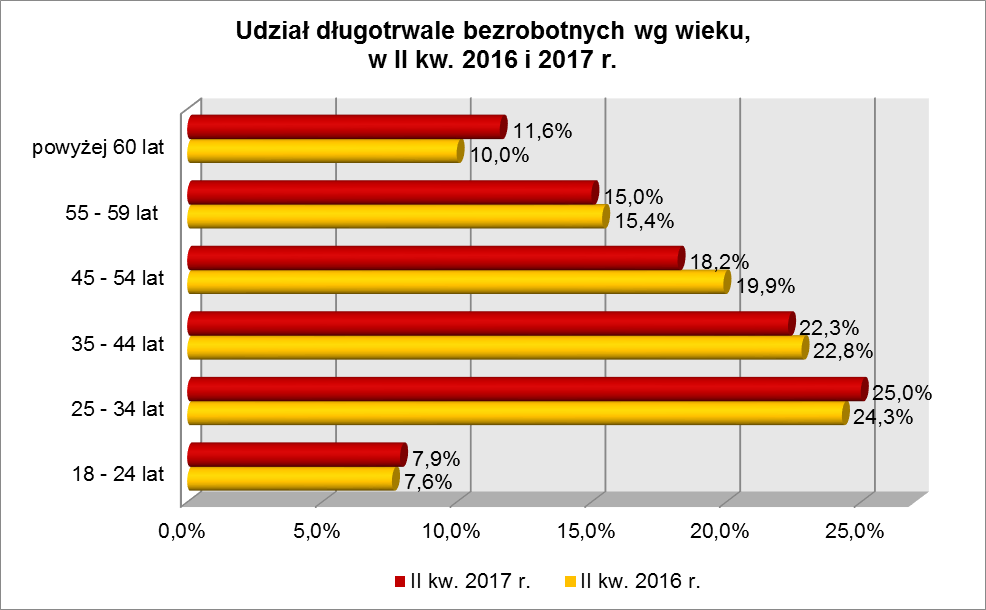 Udział długotrwale bezrobotnych wg wieku,
w II kw. 2016 i 2017 r.
powyżej 60 lat
11,6%
10,0%
55 - 59 lat
15,0%
15,4%
45 - 54 lat
18,2%
19,9%
35 - 44 lat
22,3%
22,8%
25 - 34 lat
25,0%
24,3%
18 - 24 lat
7,9%
7,6%
0,0% 5,0% 10,0% 15,0% 20,0% 25,0%
II kw. 2017 r. II kw. 2016 r.